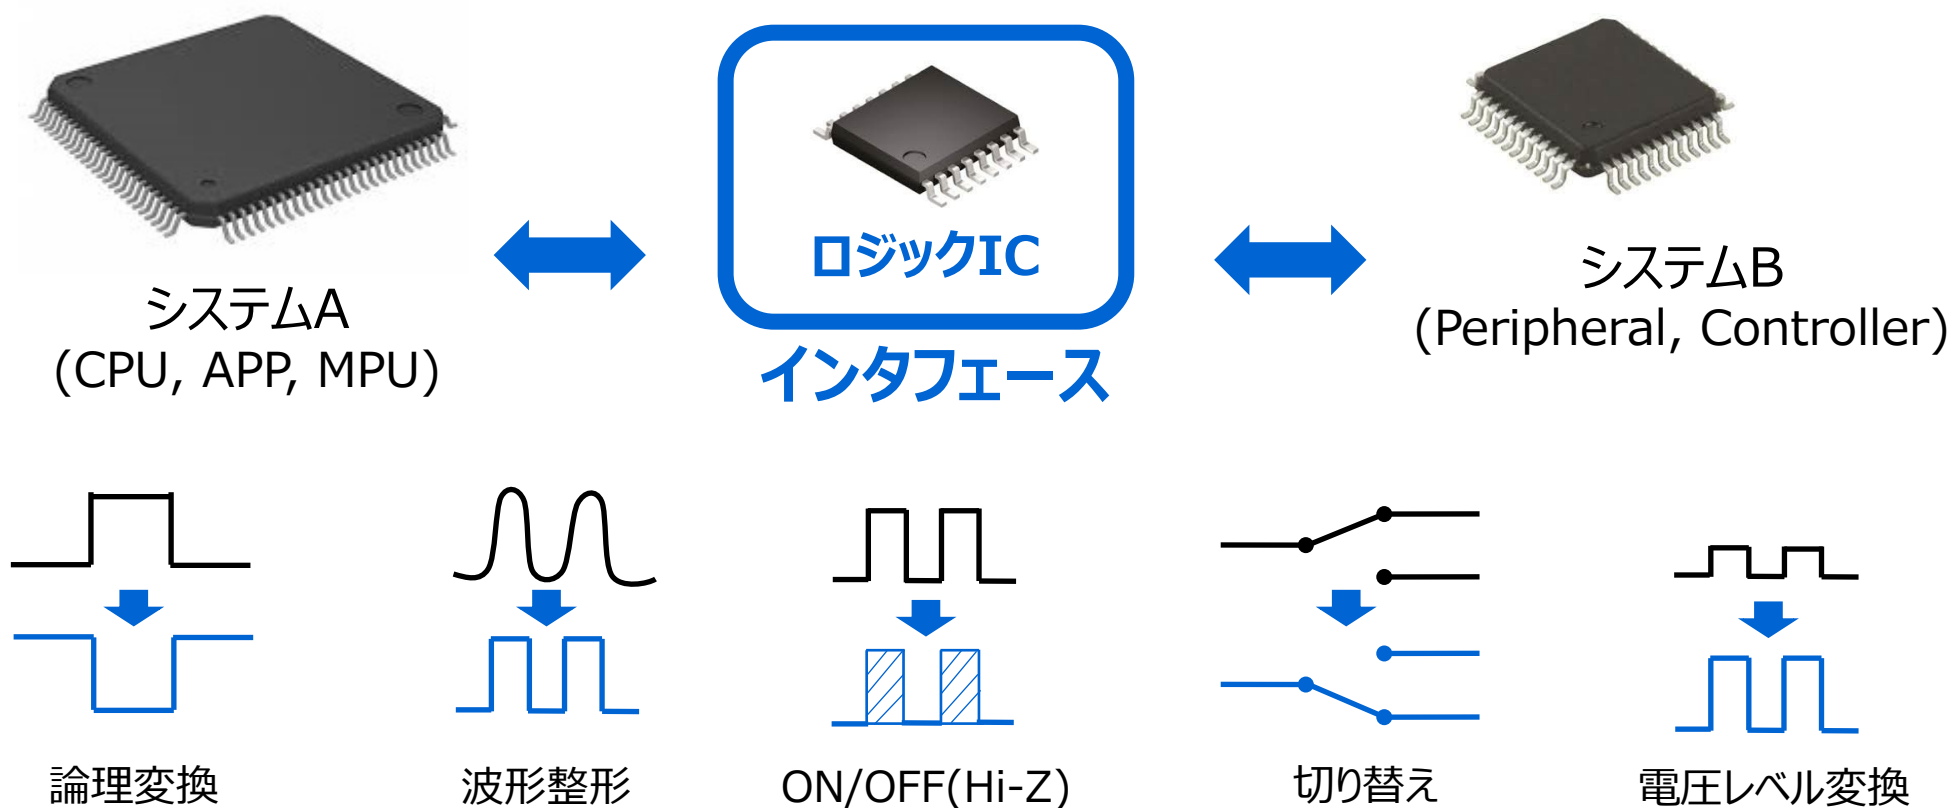 ロジックIC
インタフェース
システムA
(CPU, APP, MPU)
システムB
(Peripheral, Controller)
論理変換
波形整形
ON/OFF(Hi-Z)
切り替え
電圧レベル変換